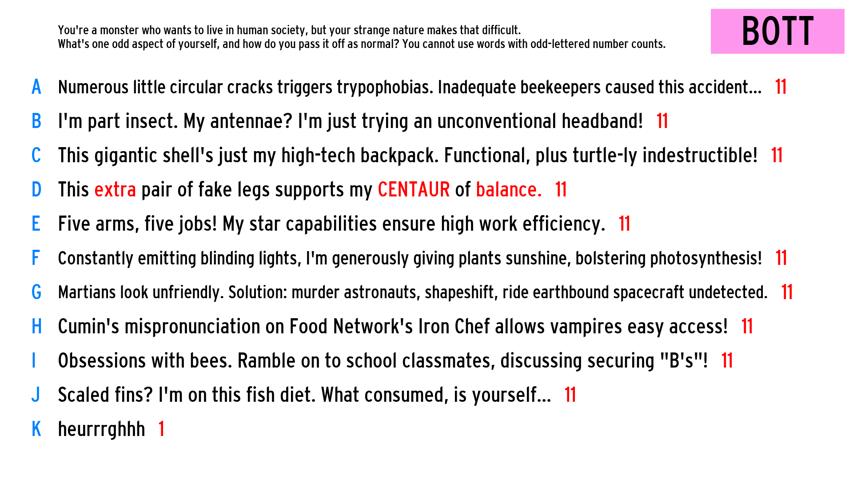 You're a monster who wants to live in human society, but your strange nature makes that difficult.
What's one odd aspect of yourself, and how do you pass it off as normal? You cannot use words with odd-lettered number counts.
BOTT
A Numerous little circular cracks triggers trypophobias. Inadequate beekeepers caused this accident... 11
B I'm part insect. My antennae? I'm just trying an unconventional headband! 11
C This gigantic shell's just my high-tech backpack. Functional, plus turtle-ly indestructible! 11
D This extra pair of fake legs supports my CENTAUR of balance. 11
E Five arms, five jobs! My star capabilities ensure high work efficiency. 11
F Constantly emitting blinding lights, I'm generously giving plants sunshine, bolstering photosynthesis! 11
G Martians look unfriendly. Solution: murder astronauts, shapeshift, ride earthbound spacecraft undetected. 11
H Cumin's mispronunciation on Food Network's Iron Chef allows vampires easy access! 11
I Obsessions with bees. Ramble on to school classmates, discussing securing "B's"! 11
J Scaled fins? I'm on this fish diet. What consumed, is yourself... 11
K heurrrghhh 1